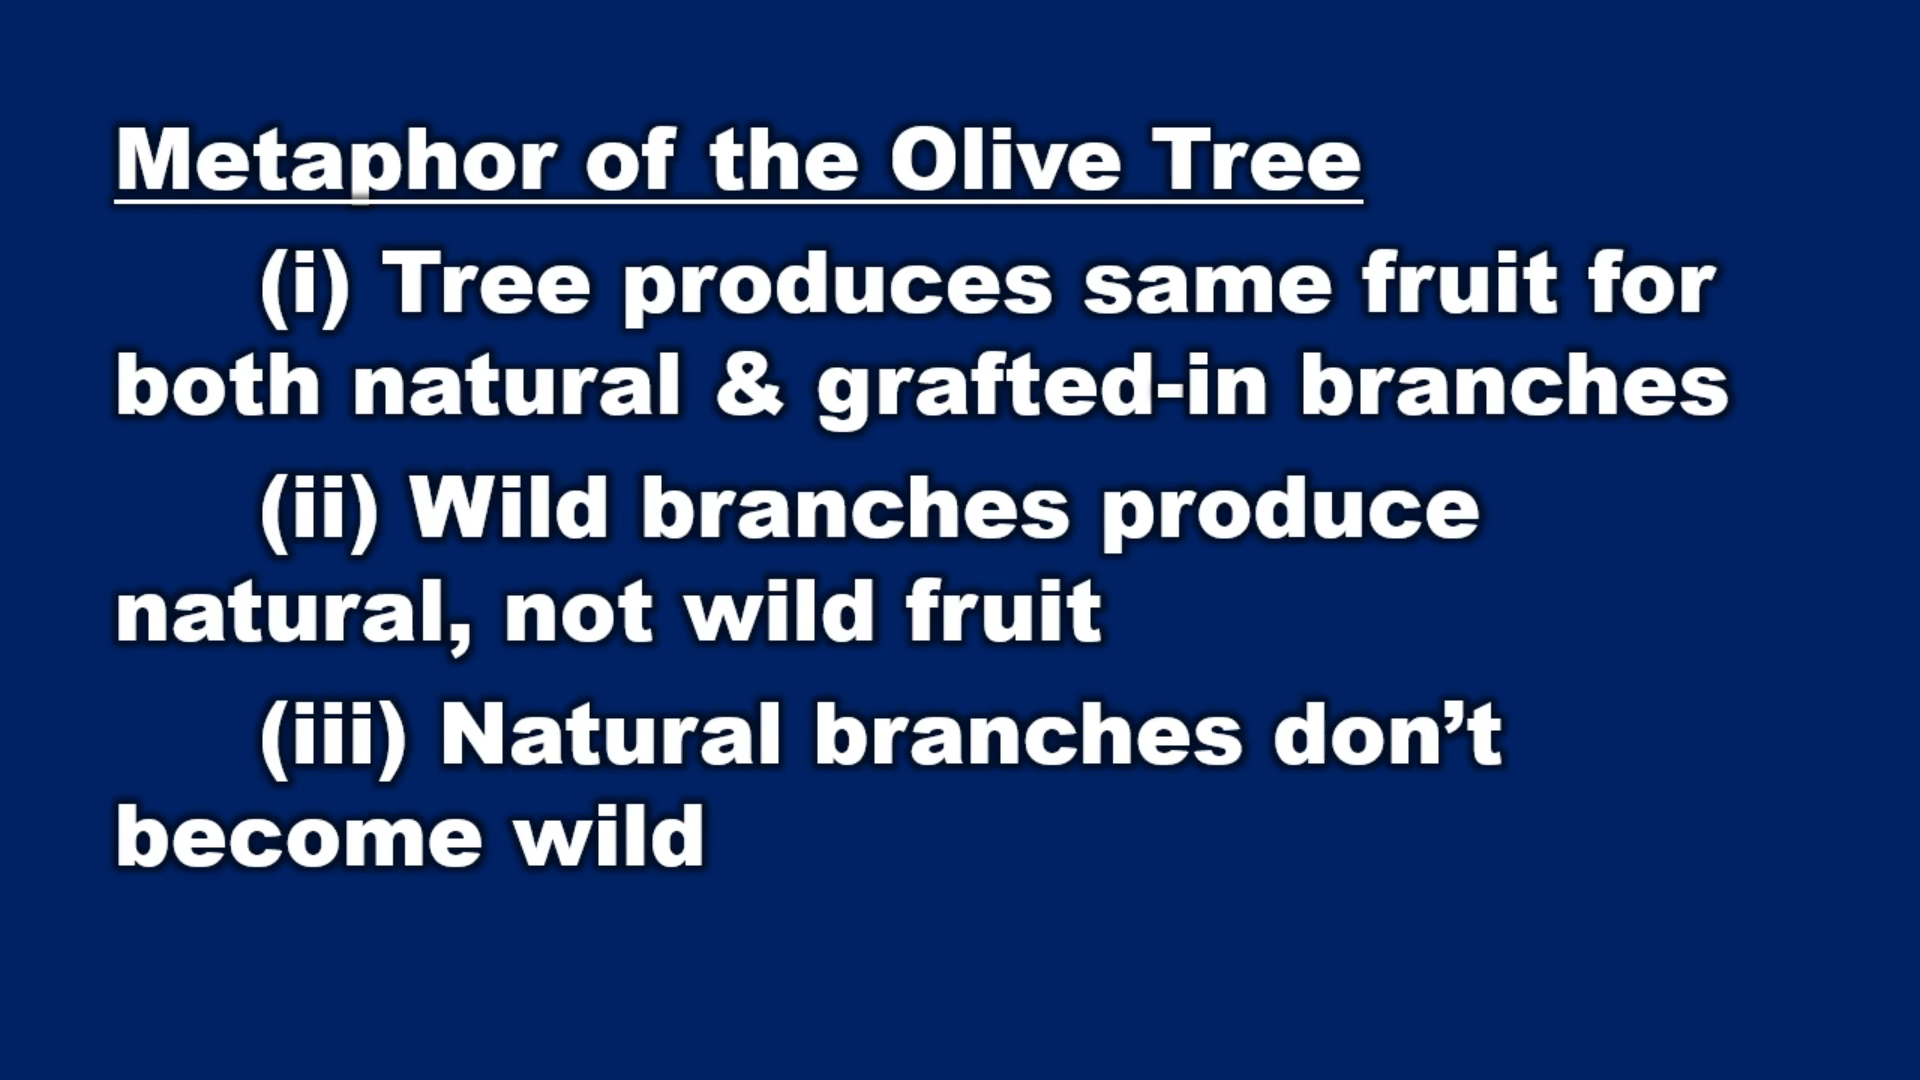 Metaphor of the Olive Tree
(i) Tree produces same fruit for
both natural & grafted-in branches
(ii) Wild branches produce
natural, not wild fruit
(iii) Natural branches don’t
become wild